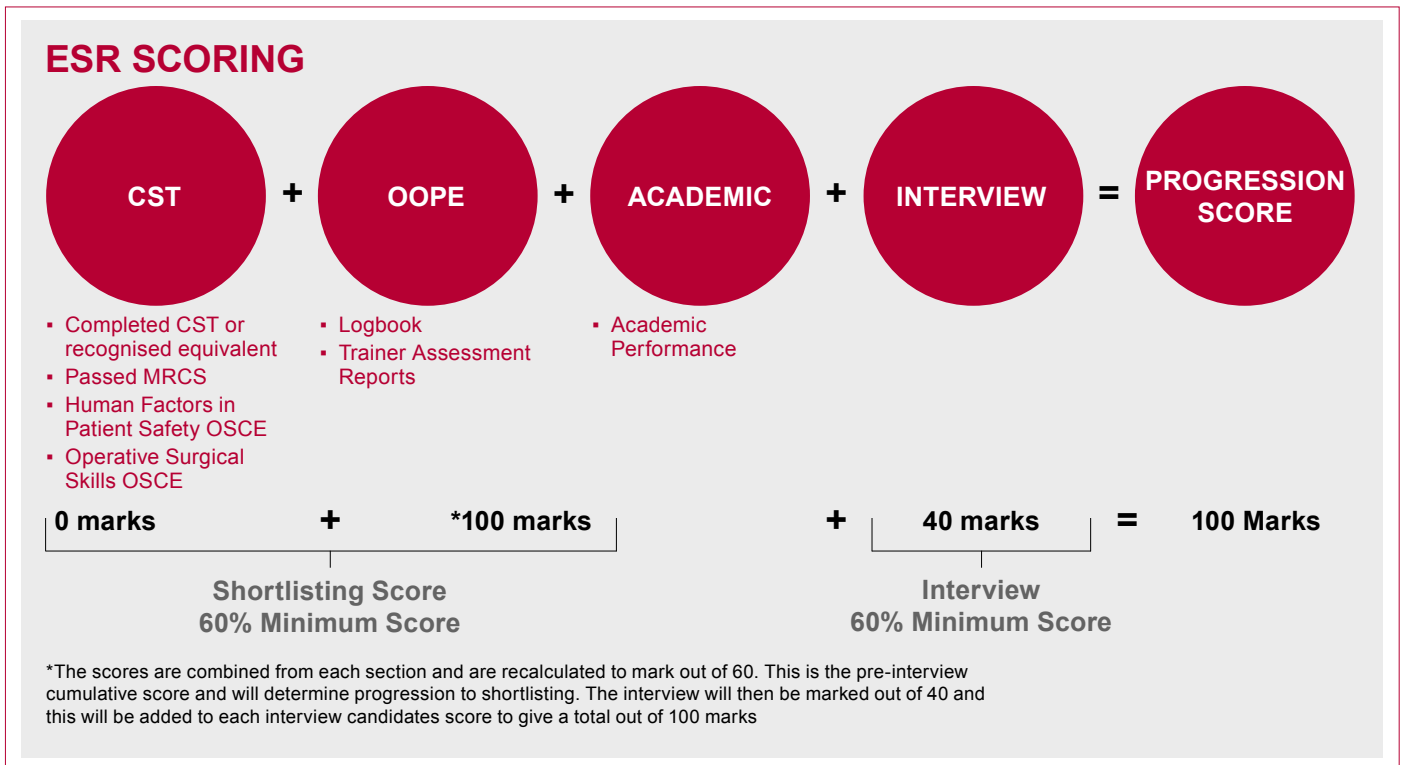 ESR SCORING
CST
+
OOPE
+
ACADEMIC
+
INTERVIEW
=
PROGRESSION
SCORE
▪ Completed CST or
recognised equivalent
▪ Passed MRCS
▪ Human Factors in
Patient Safety OSCE
▪ Operative Surgical
Skills OSCE
▪ Logbook
▪ Trainer Assessment
Reports
▪ Academic
Performance
0 marks + *100 marks + 40 marks = 100 Marks
Shortlisting Score
60% Minimum Score
Interview
60% Minimum Score
*The scores are combined from each section and are recalculated to mark out of 60. This is the pre-interview
cumulative score and will determine progression to shortlisting. The interview will then be marked out of 40 and
this will be added to each interview candidates score to give a total out of 100 marks